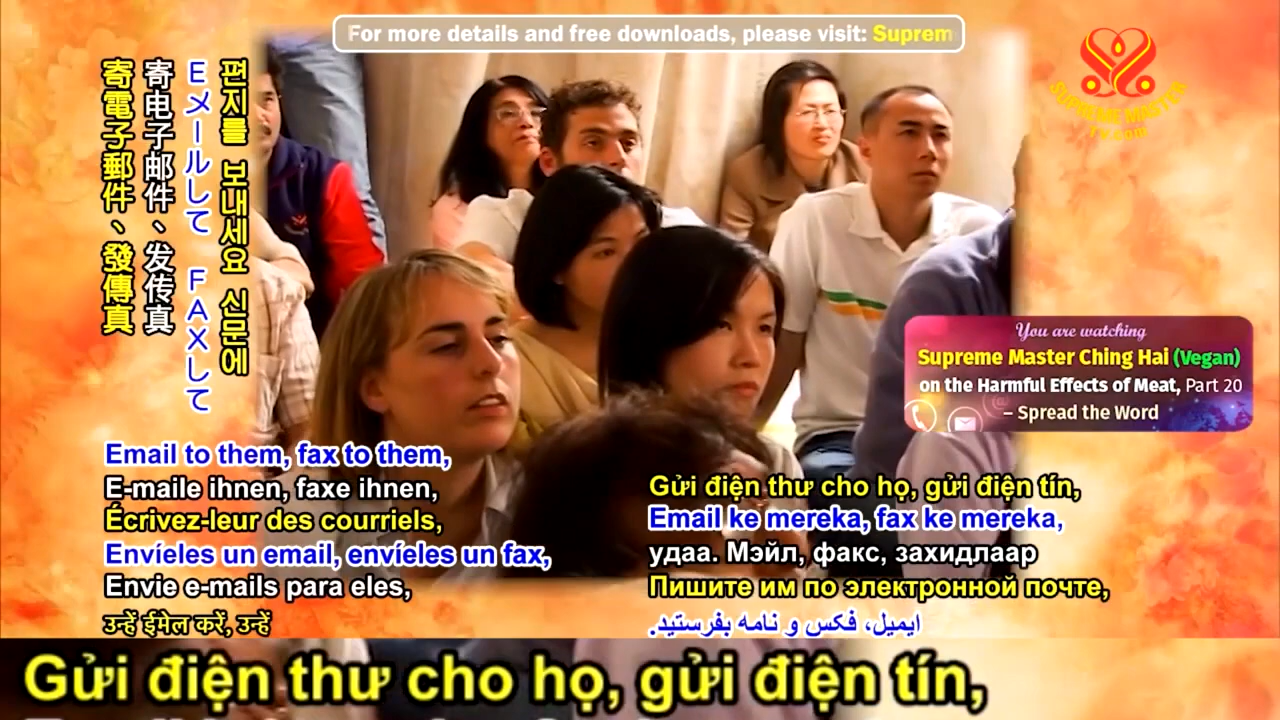 For more details and free downloads, please visit: Suprem
SUPREME MASTER
TV.com
편지를 보내세요 신문에
Eメールして FAXして
寄电子邮件、发传真
寄電子郵件、發傳真
You are watching
Supreme Master Ching Hai (Vegan)
on the Harmful Effects of Meat, Part 20
– Spread the Word
Email to them, fax to them,
E-maile ihnen, faxe ihnen,
Écrivez-leur des courriels,
Envíeles un email, envíeles un fax,
Envie e-mails para eles,
उन्हें ईमेल करें, उन्हें
Gửi điện thư cho họ, gửi điện tín,
Email ke mereka, fax ke mereka,
удаа. Мэйл, факс, захидлаар
Пишите им по электронной почте,
ایمیل، فکس و نامه بفرستید.
Gửi điện thư cho họ, gửi điện tín,